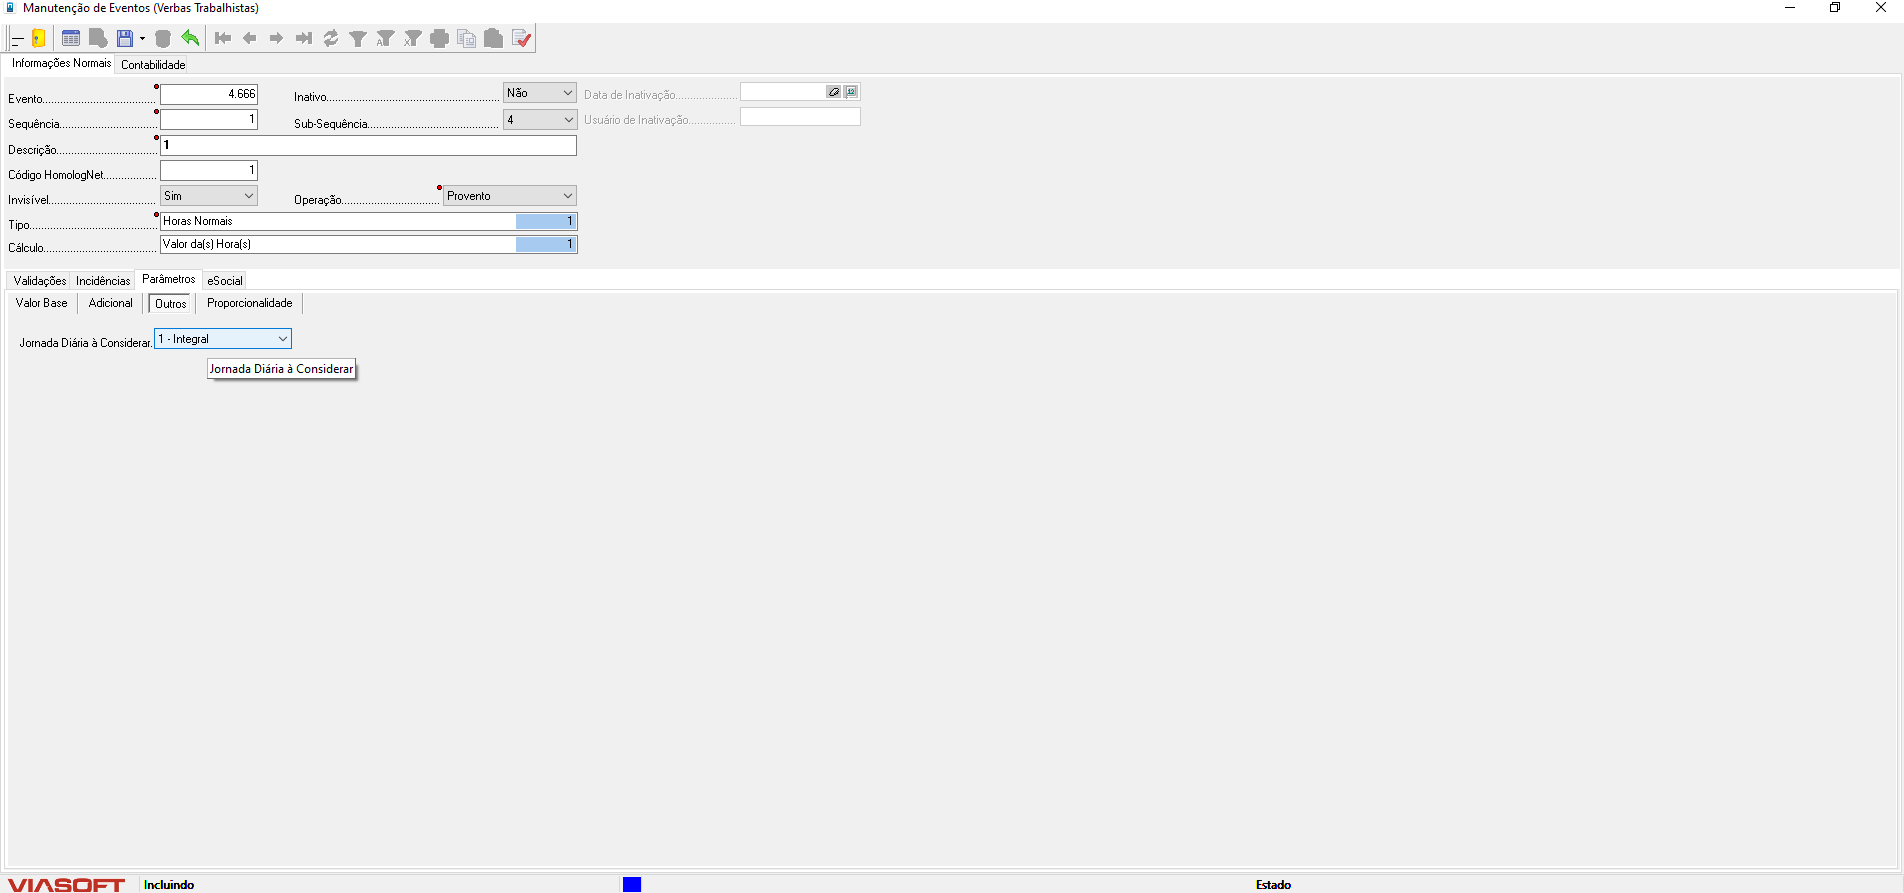 Manutenção de Eventos (Verbas Trabalhistas)
Informações Normais Contabilidade
Evento 4.666 Inativo Não Data de Inativação
Sequência 1 Sub-Sequência 4 Usuário de Inativação
Descrição 1
Código HomologNet 1
Invisível Sim Operação Provento
Tipo Horas Normais 1
Cálculo Valor da(s) Hora(s) 1
Validações Incidências Parâmetros eSocial
Valor Base Adicional Outros Proporcionalidade
Jornada Diária à Considerar. 1 - Integral
Jornada Diária à Considerar
VIASOFT Incluindo Estado